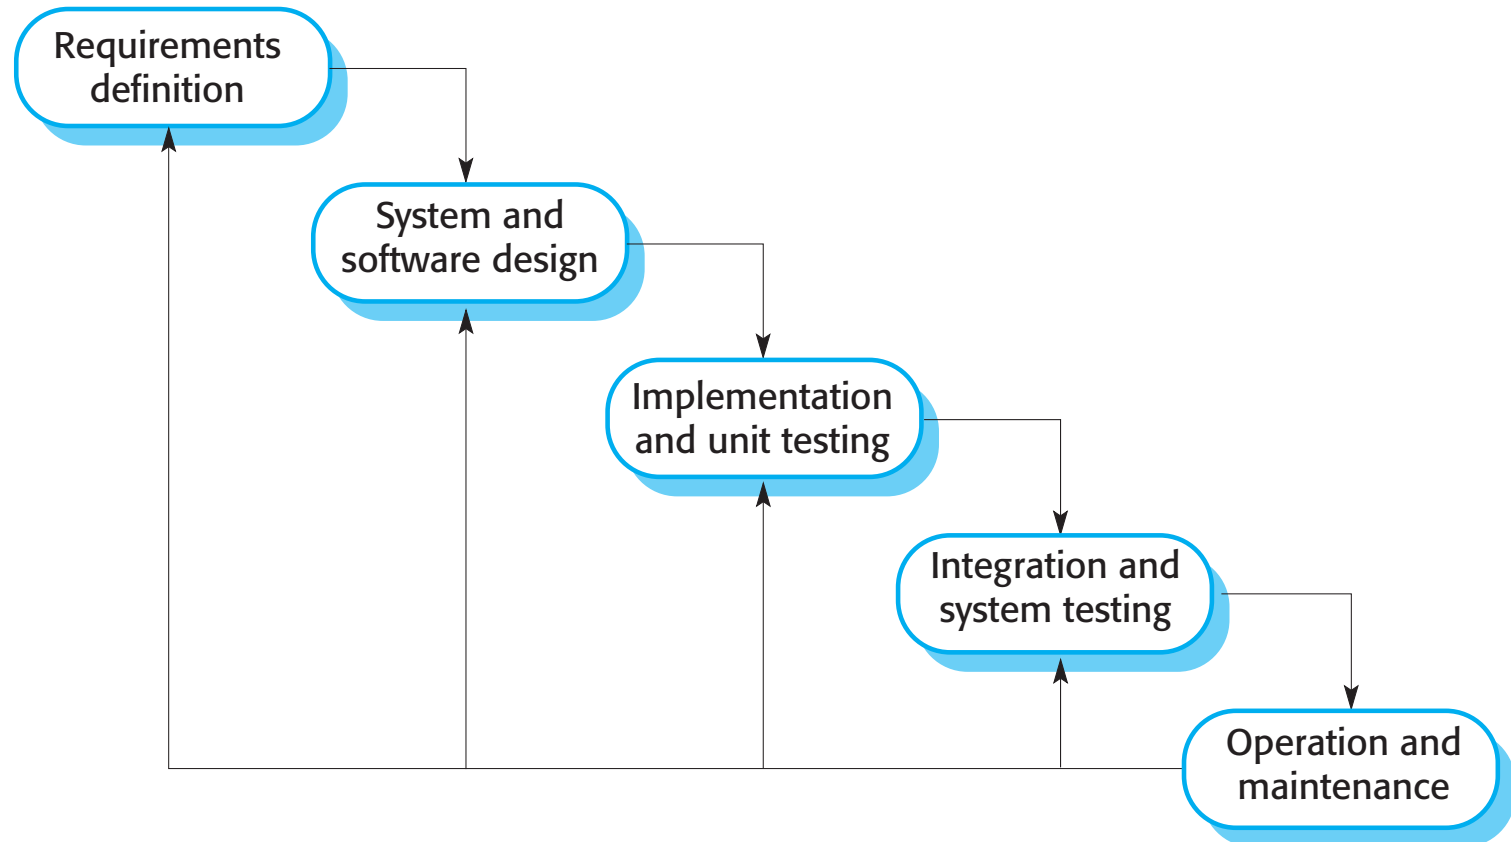 Requirements
definition
System and
software design
Implementation
and unit testing
Integration and
system testing
Operation and
maintenance